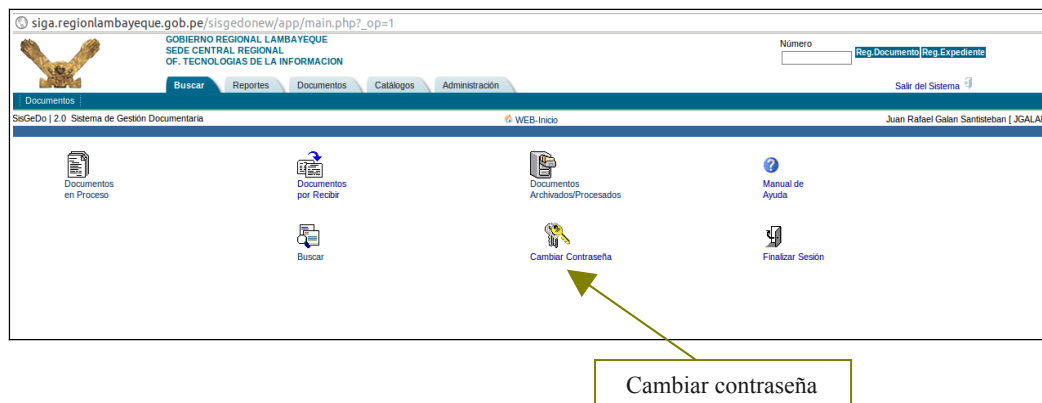 siga.regionlambayeque.gob.pe/sisgedonew/app/main.php?_op=1
GOBIERNO REGIONAL LAMBAYEQUE
SEDE CENTRAL REGIONAL
OF. TECNOLOGIAS DE LA INFORMACION
Número
Reg.Documento Reg.Expediente
Buscar Reportes Documentos Catálogos Administración
Salir del Sistema
Documentos
SisGeDo | 2.0 Sistema de Gestión Documentaria
WEB-Inicio
Juan Rafael Galan Santisteban [ JGALA
Documentos
en Proceso
Documentos
por Recibir
Documentos
Archivados/Procesados
Manual de
Ayuda
Buscar
Cambiar Contraseña
Finalizar Sesión
Cambiar contraseña